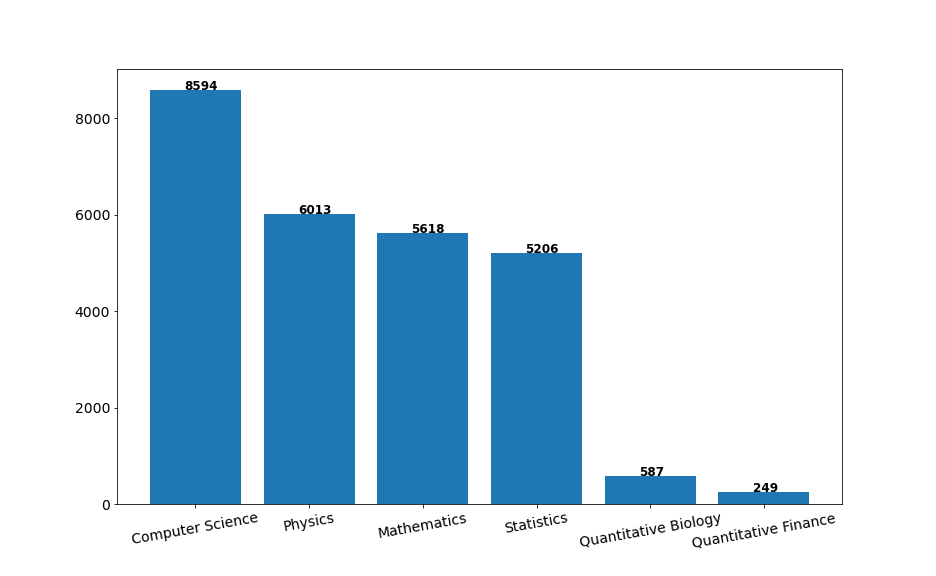 8594
8000
6013
6000
5618
5206
4000
2000
587
249
0
Computer Science
Physics
Mathematics
Statistics
Quantitative Biology
Quantitative Finance